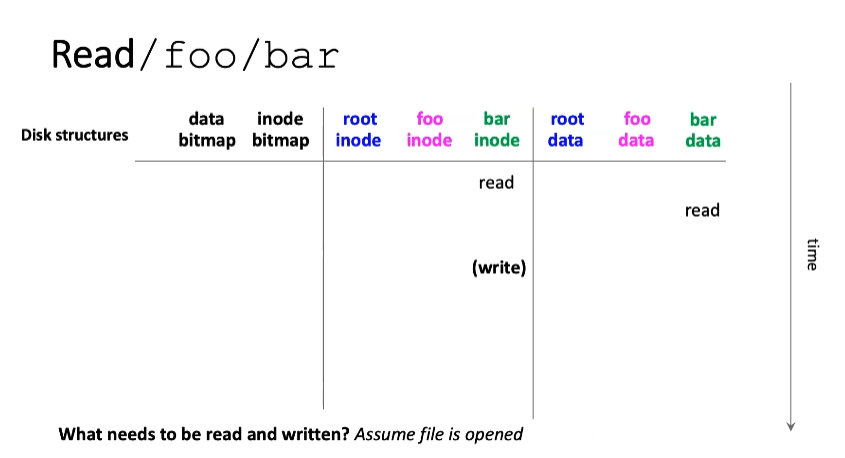 Read/foo/bar
Disk structures
data bitmap
inode bitmap
root inode
foo inode
bar inode
root data
foo data
bar data
read
read
(write)
time
What needs to be read and written? Assume file is opened